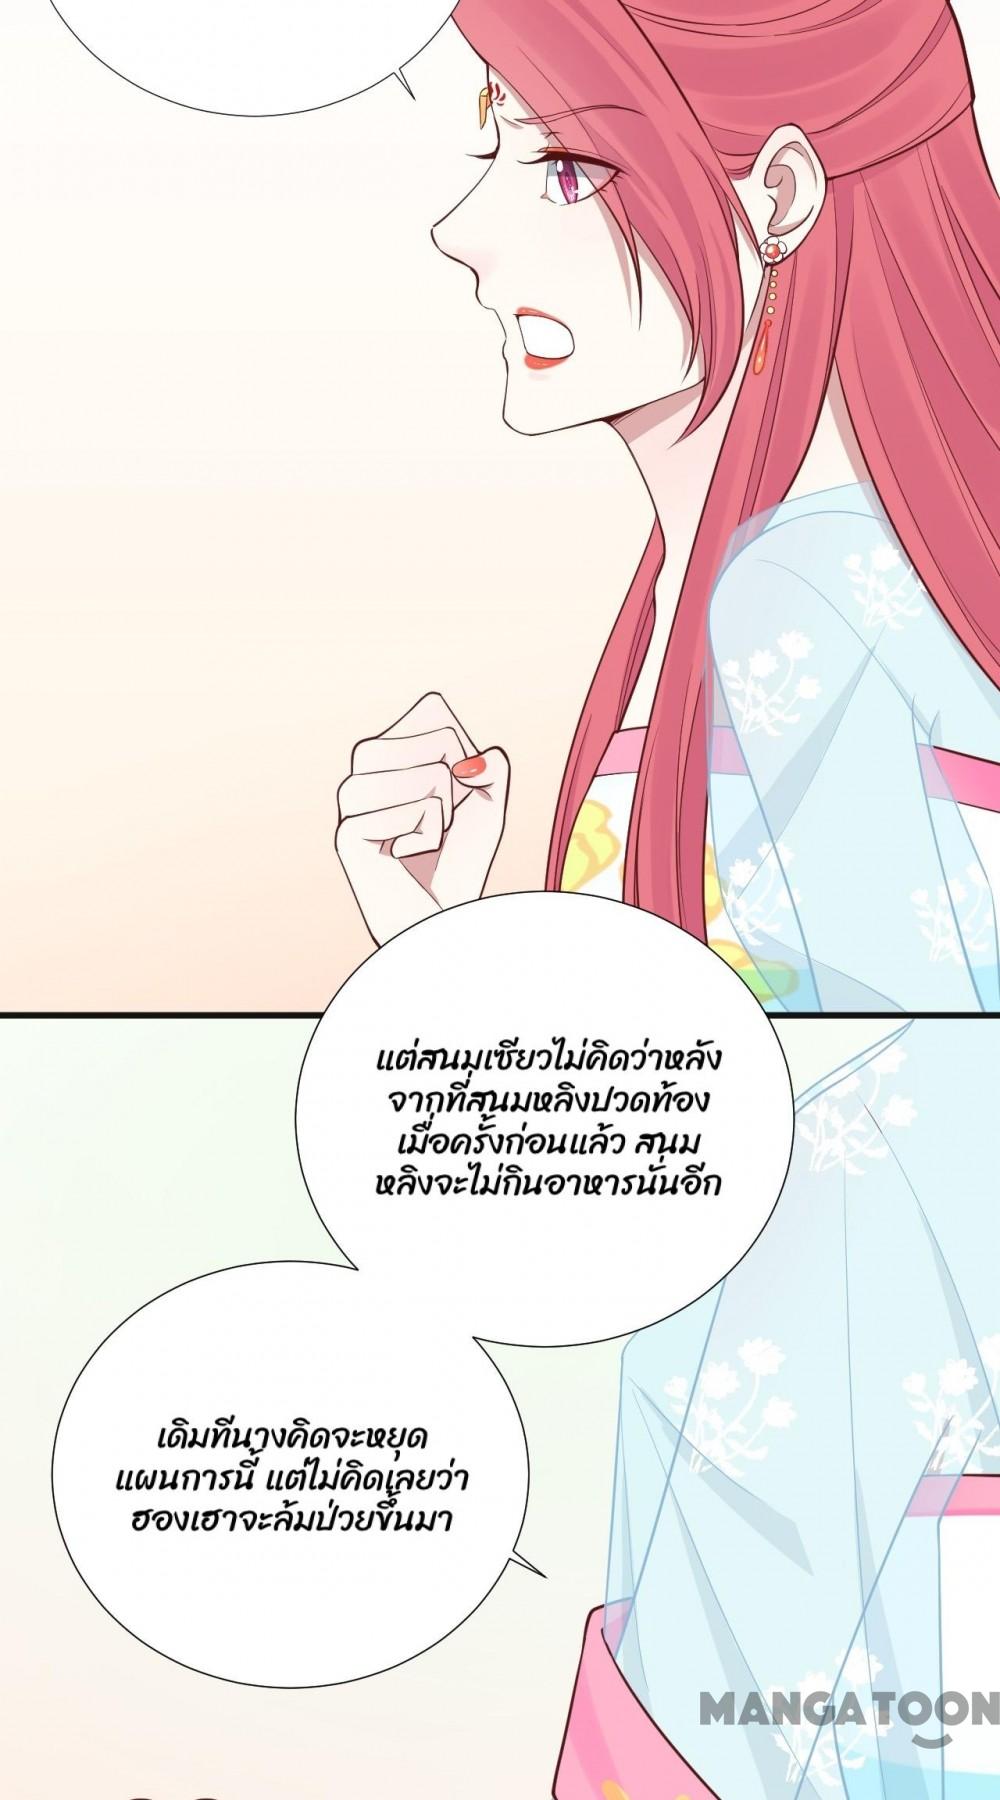 แต่สนมเซียวไม่คิดว่าหลัง
จากที่สนมหลิงปวดท้อง
เมื่อครั้งก่อนแล้ว สนม
หลิงจะไม่กินอาหารนั่นอีก
เดิมทีนางคิดจะหยุด
แผนการนี้ แต่ไม่คิดเลยว่า
ฮองเฮาจะล้มป่วยขึ้นมา
MANGATOON